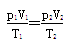 p₁V₁/T₁ = p₂V₂/T₂